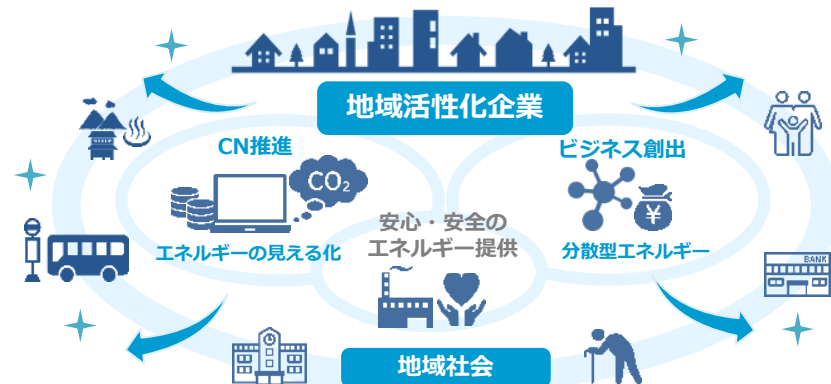 地域活性化企業
CN推進
ビジネス創出
CO₂
安心・安全の
エネルギー提供
¥
エネルギーの見える化
分散型エネルギー
BANK
地域社会